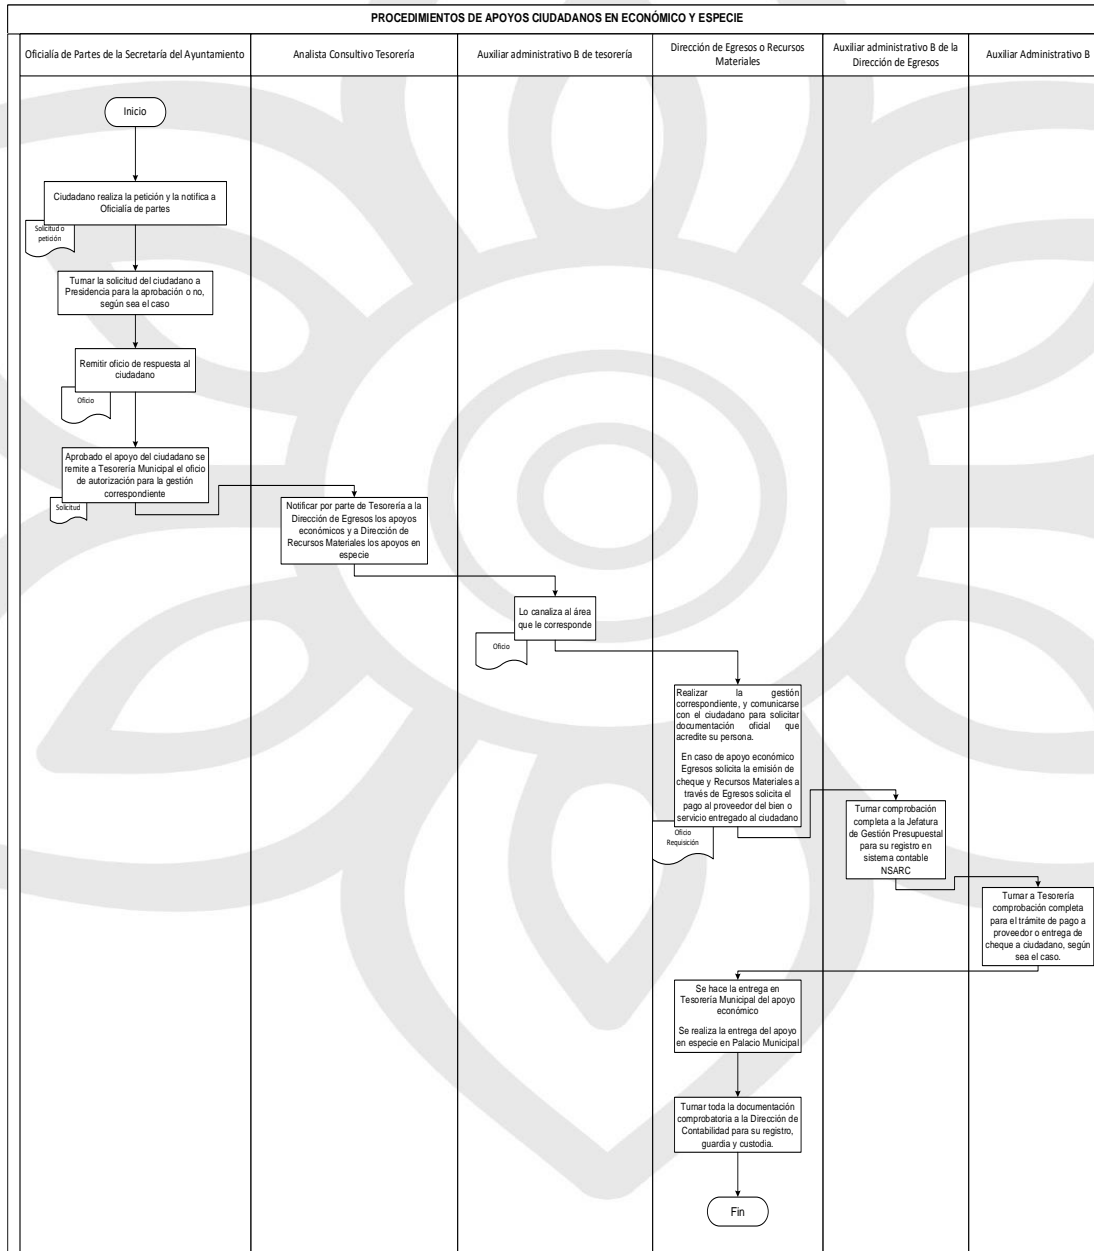 PROCEDIMIENTOS DE APOYOS CIUDADANOS EN ECONÓMICO Y ESPECIE
Oficialía de Partes de la Secretaría del Ayuntamiento
Analista Consultivo Tesorería
Auxiliar administrativo B de tesorería
Dirección de Egresos o Recursos
Materiales
Auxiliar administrativo B de la
Dirección de Egresos
Auxiliar Administrativo B
Inicio
Ciudadano realiza la petición y la notifica a
Oficialía de partes
Solicitud o
petición
Turnar la solicitud del ciudadano a
Presidencia para la aprobación o no,
según sea el caso
Remitir oficio de respuesta al
ciudadano
Oficio
Aprobado el apoyo del ciudadano se
remite a Tesorería Municipal el oficio
de autorización para la gestión
correspondiente
Solicitud
Notificar por parte de Tesorería a la
Dirección de Egresos los apoyos
económicos y a Dirección de
Recursos Materiales los apoyos en
especie
Lo canaliza al área
que le corresponde
Oficio
Realizar la gestión
correspondiente, y comunicarse
con el ciudadano para solicitar
documentación oficial que
acredite su persona.
En caso de apoyo económico
Egresos solicita la emisión de
cheque y Recursos Materiales a
través de Egresos solicita el
pago al proveedor del bien o
servicio entregado al ciudadano
Oficio
Requisición
Turnar comprobación
completa a la Jefatura
de Gestión Presupuestal
para su registro en
sistema contable
NSARC
Turnar a Tesorería
comprobación completa
para el trámite de pago a
proveedor o entrega de
cheque a ciudadano, según
sea el caso.
Se hace la entrega en
Tesorería Municipal del apoyo
económico
Se realiza la entrega del apoyo
en especie en Palacio Municipal
Turnar toda la documentación
comprobatoria a la Dirección de
Contabilidad para su registro,
guardia y custodia.
Fin